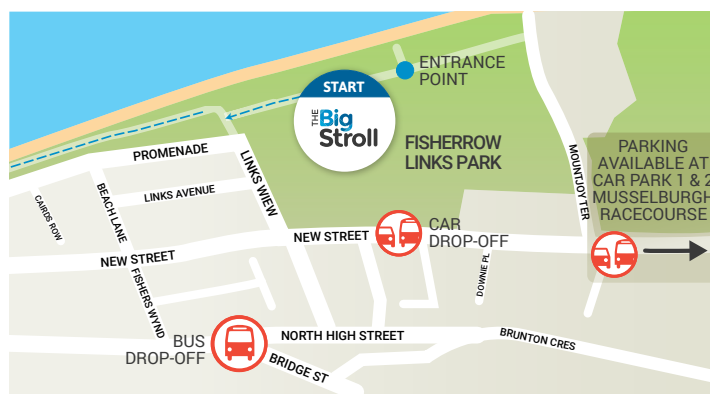 ENTRANCE
POINT
START
THE
Big
Stroll
FISHERROW
LINKS PARK
PARKING
AVAILABLE AT
CAR PARK 1 & 2
MUSSELBURGH
RACECOURSE
MOUNTJOY TER
PROMENADE
LINKS WIEW
LINKS AVENUE
BEACH LANE
CAIRDS ROW
NEW STREET
NEW STREET
CAR
DROP-OFF
DOWNIE PL
FISHERS WYND
BUS
DROP-OFF
NORTH HIGH STREET
BRUNTON CRES
BRIDGE ST